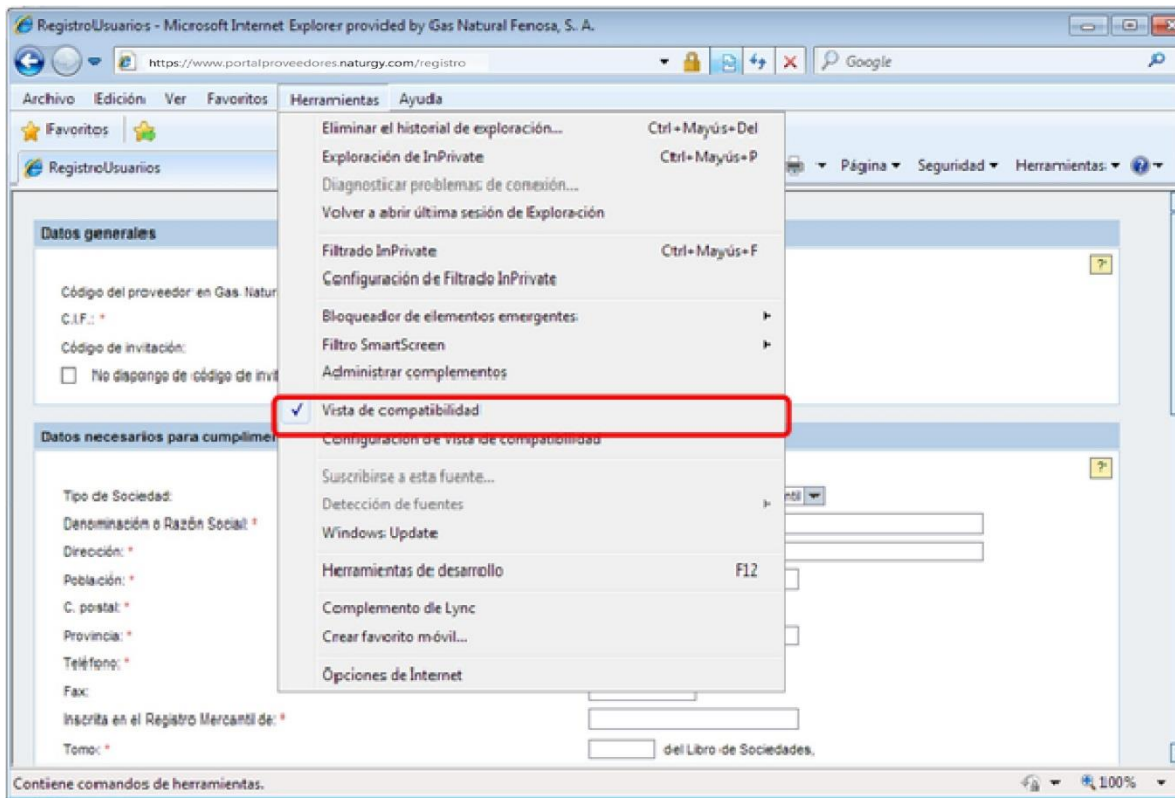 RegistroUsuarios - Microsoft Internet Explorer provided by Gas Natural Fenosa, S. A.
https://www.portalproveedores.naturgy.com/registro
Google
Archivo Edición Ver Favoritos Herramientas Ayuda
Favoritos
RegistroUsuarios
Página Seguridad Herramientas
Eliminar el historial de exploración... Ctrl+Mayús+Del
Exploración de InPrivate Ctrl+Mayús+P
Diagnosticar problemas de conexión...
Volver a abrir última sesión de Exploración
Filtrado InPrivate Ctrl+Mayús+F
Configuración de Filtrado InPrivate
Bloqueador de elementos emergentes
Filtro SmartScreen
Administrar complementos
Vista de compatibilidad
Configuración de Vista de compatibilidad
Suscribirse a esta fuente...
Detección de fuentes
Windows Update
Herramientas de desarrollo F12
Complemento de Lync
Crear favorito móvil...
Opciones de Internet
Datos generales
Código del proveedor en Gas Natur
C.I.F.: *
Código de invitación:
No dispongo de código de invit
Datos necesarios para cumplimen
Tipo de Sociedad: ntil
Denominación o Razón Social: *
Dirección: *
Población: *
C. postal: *
Provincia: *
Teléfono: *
Fax:
Inscrita en el Registro Mercantil de: *
Tomo: * del Libro de Sociedades,
Contiene comandos de herramientas.
100%